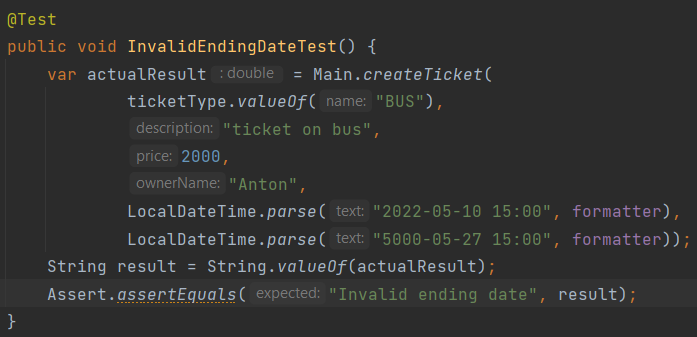 @Test
public void InvalidEndingDateTest() {
var actualResult : double = Main.createTicket(
ticketType.valueOf( name: "BUS"),
description: "ticket on bus",
price: 2000,
ownerName: "Anton",
LocalDateTime.parse( text: "2022-05-10 15:00", formatter),
LocalDateTime.parse( text: "5000-05-27 15:00", formatter));
String result = String.valueOf(actualResult);
Assert.assertEquals( expected: "Invalid ending date", result);
}